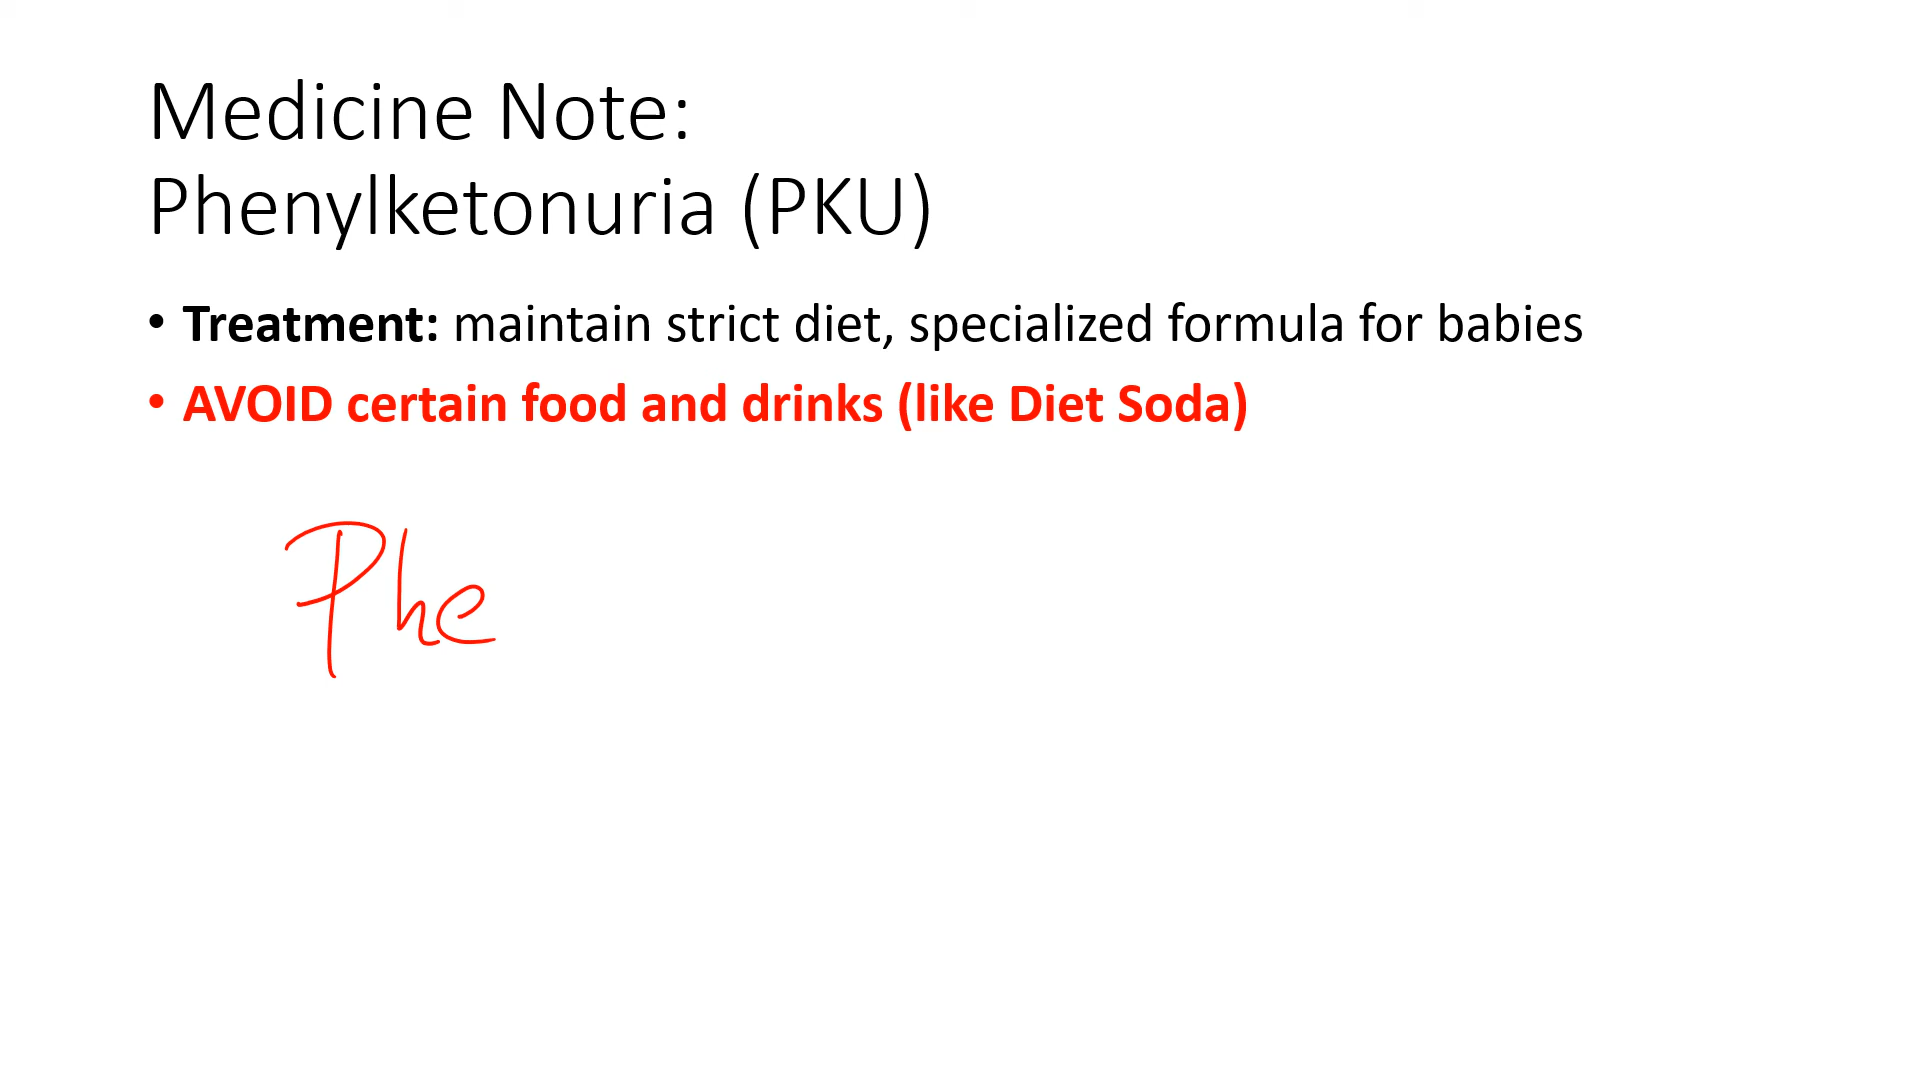 Medicine Note:
Phenylketonuria (PKU)
• Treatment: maintain strict diet, specialized formula for babies
• AVOID certain food and drinks (like Diet Soda)
Phe